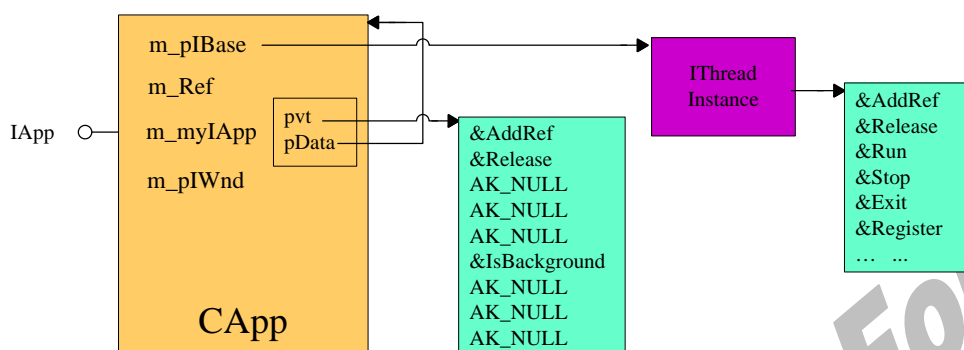 IApp
m_pIBase
m_Ref
m_myIApp
m_pIWnd
pvt
pData
CApp
&AddRef
&Release
AK_NULL
AK_NULL
AK_NULL
&IsBackground
AK_NULL
AK_NULL
AK_NULL
IThread
Instance
&AddRef
&Release
&Run
&Stop
&Exit
&Register
… ...